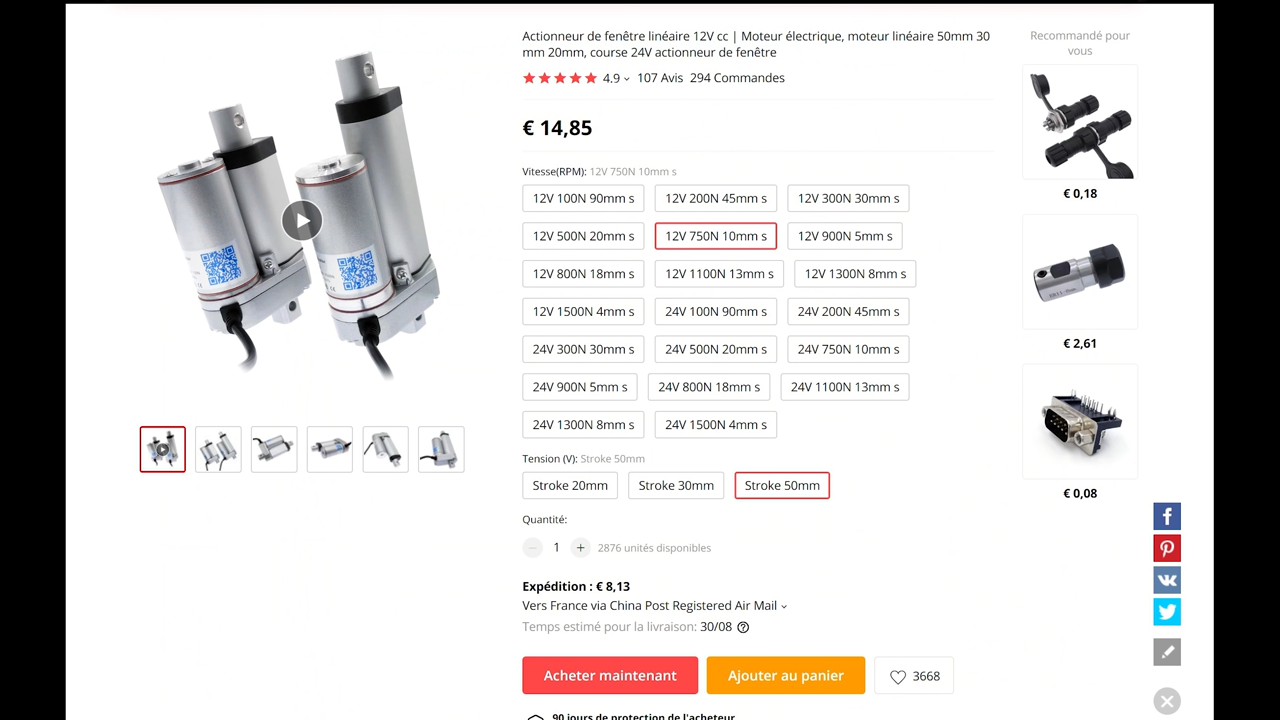 Actionneur de fenêtre linéaire 12V cc | Moteur électrique, moteur linéaire 50mm 30
mm 20mm, course 24V actionneur de fenêtre
4.9 107 Avis 294 Commandes
€ 14,85
Vitesse(RPM): 12V 750N 10mm s
12V 100N 90mm s 12V 200N 45mm s 12V 300N 30mm s
12V 500N 20mm s 12V 750N 10mm s 12V 900N 5mm s
12V 800N 18mm s 12V 1100N 13mm s 12V 1300N 8mm s
12V 1500N 4mm s 24V 100N 90mm s 24V 200N 45mm s
24V 300N 30mm s 24V 500N 20mm s 24V 750N 10mm s
24V 900N 5mm s 24V 800N 18mm s 24V 1100N 13mm s
24V 1300N 8mm s 24V 1500N 4mm s
Tension (V): Stroke 50mm
Stroke 20mm Stroke 30mm Stroke 50mm
Quantité:
− 1 + 2876 unités disponibles
Expédition : € 8,13
Vers France via China Post Registered Air Mail
Temps estimé pour la livraison: 30/08
Acheter maintenant Ajouter au panier 3668
90 jours de protection de l'acheteur
Recommandé pour
vous
€ 0,18
€ 2,61
€ 0,08